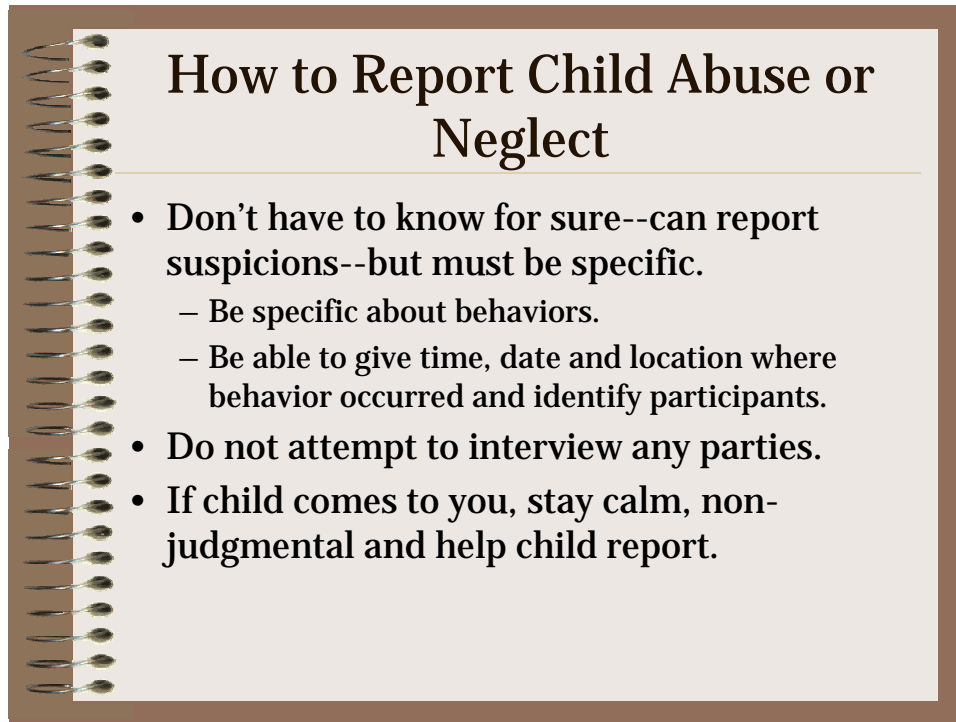 How to Report Child Abuse or
Neglect
• Don’t have to know for sure--can report
suspicions--but must be specific.
– Be specific about behaviors.
– Be able to give time, date and location where
behavior occurred and identify participants.
• Do not attempt to interview any parties.
• If child comes to you, stay calm, non-
judgmental and help child report.